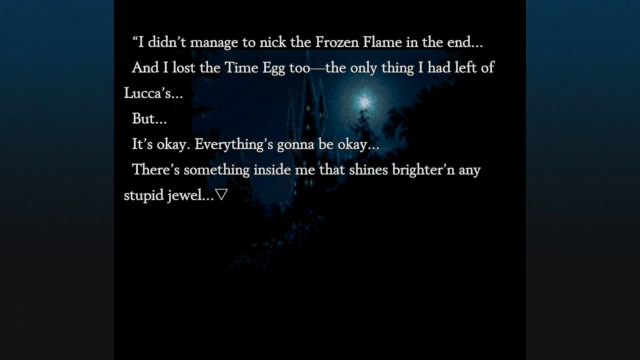 “I didn’t manage to nick the Frozen Flame in the end...
And I lost the Time Egg too—the only thing I had left of
Lucca’s...
But...
It’s okay. Everything’s gonna be okay...
There’s something inside me that shines brighter’n any
stupid jewel...▽